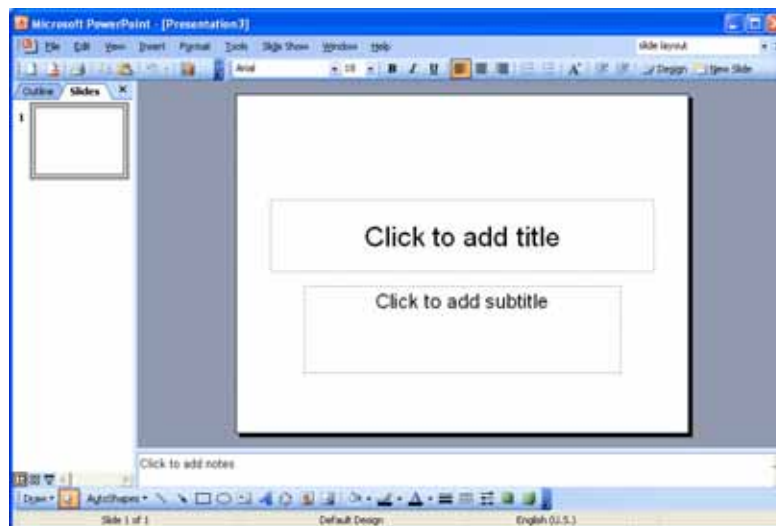 Microsoft PowerPoint - [Presentation3]
File Edit View Insert Format Tools Slide Show Window Help slide layout
Arial 18 B I U A Design New Slide
Outline Slides
1
Click to add title
Click to add subtitle
Click to add notes
Draw AutoShapes A
Slide 1 of 1 Default Design English (U.S.)